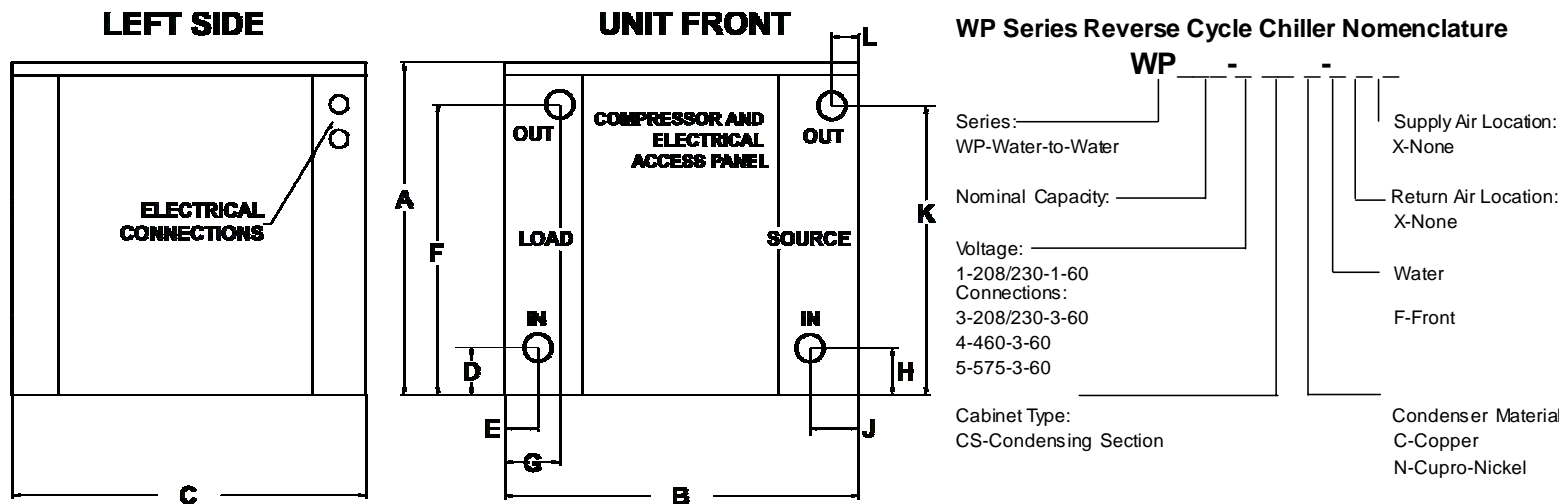 LEFT SIDE
ELECTRICAL
CONNECTIONS
C
UNIT FRONT
L
OUT
COMPRESSOR AND
ELECTRICAL
ACCESS PANEL
OUT
A
F
K
LOAD
SOURCE
IN
IN
D
H
E
J
G
B
WP Series Reverse Cycle Chiller Nomenclature
WP _ _ _ - _ _ _ _ - _ _ _
Series:
WP-Water-to-Water
Nominal Capacity:
Voltage:
1-208/230-1-60
Connections:
3-208/230-3-60
4-460-3-60
5-575-3-60
Cabinet Type:
CS-Condensing Section
Supply Air Location:
X-None
Return Air Location:
X-None
Water
F-Front
Condenser Material
C-Copper
N-Cupro-Nickel